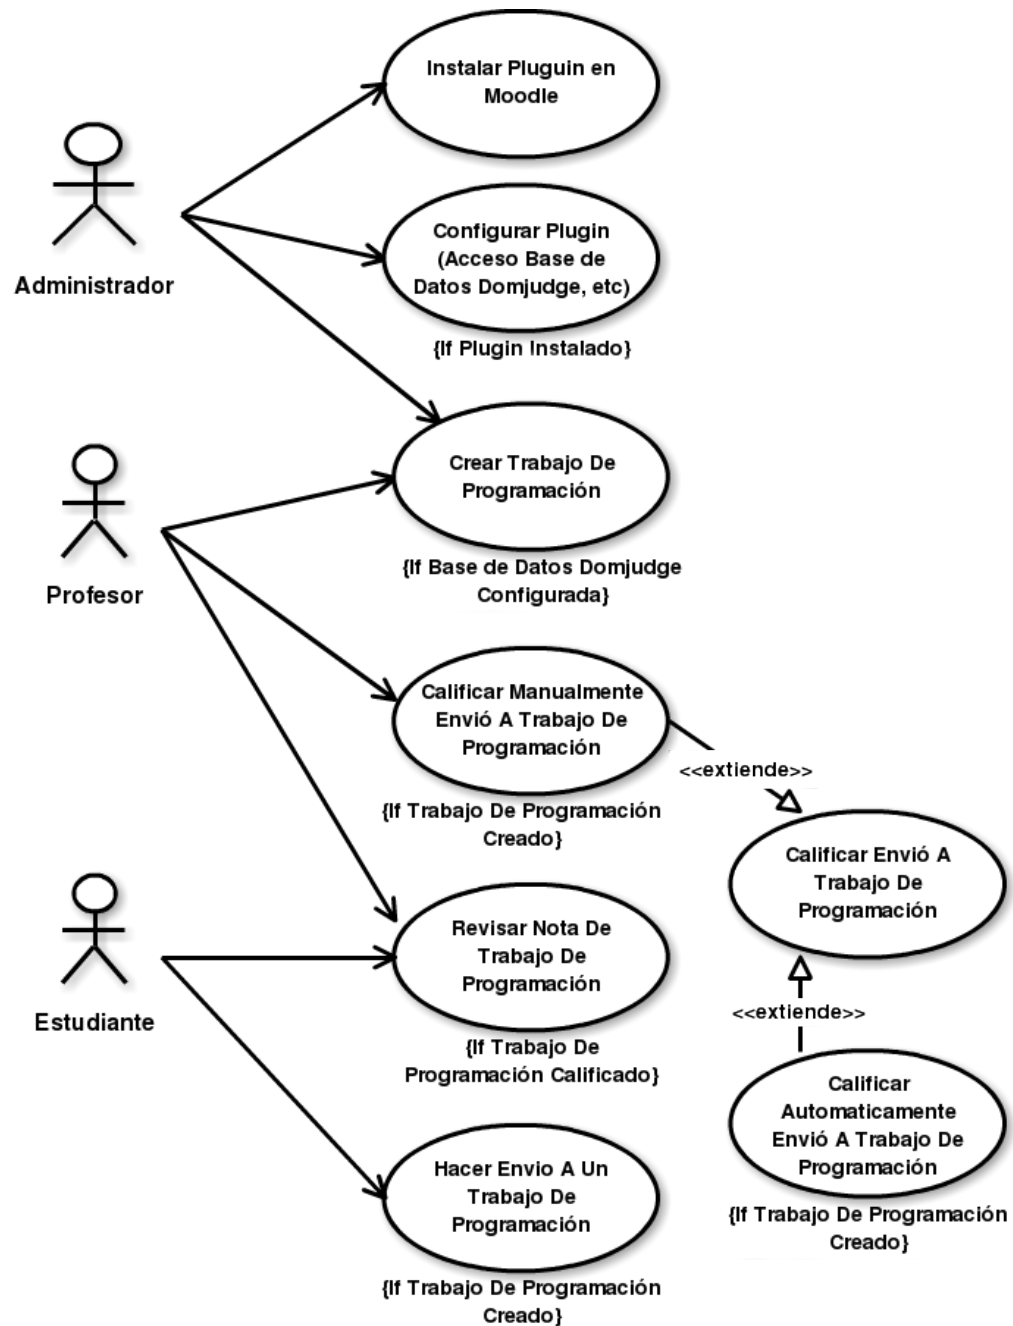 Instalar Pluguin en
Moodle
Administrador
Configurar Plugin
(Acceso Base de
Datos Domjudge, etc)
{If Plugin Instalado}
Crear Trabajo De
Programación
{If Base de Datos Domjudge
Configurada}
Profesor
Calificar Manualmente
Envió A Trabajo De
Programación
{If Trabajo De Programación
Creado}
<<extiende>>
Calificar Envió A
Trabajo De
Programación
Revisar Nota De
Trabajo De
Programación
{If Trabajo De
Programación Calificado}
Estudiante
<<extiende>>
Calificar
Automaticamente
Envió A Trabajo De
Programación
{If Trabajo De Programación
Creado}
Hacer Envio A Un
Trabajo De
Programación
{If Trabajo De Programación
Creado}